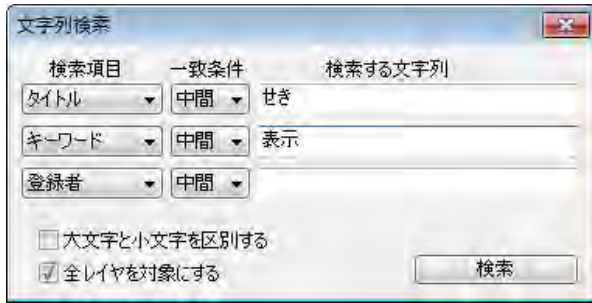 文字列検索
検索項目 一致条件 検索する文字列
タイトル 中間 せき
キーワード 中間 表示
登録者 中間
大文字と小文字を区別する
全レイヤを対象にする 検索